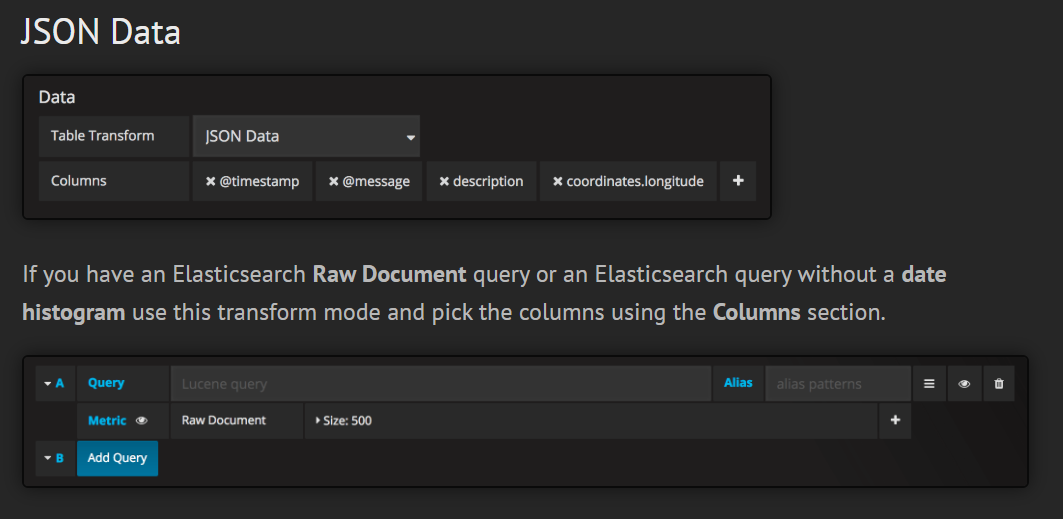 JSON Data
Data
Table Transform JSON Data
Columns @timestamp @message description coordinates.longitude
If you have an Elasticsearch Raw Document query or an Elasticsearch query without a date
histogram use this transform mode and pick the columns using the Columns section.
A Query Lucene query Alias alias patterns
Metric Raw Document Size: 500
B Add Query